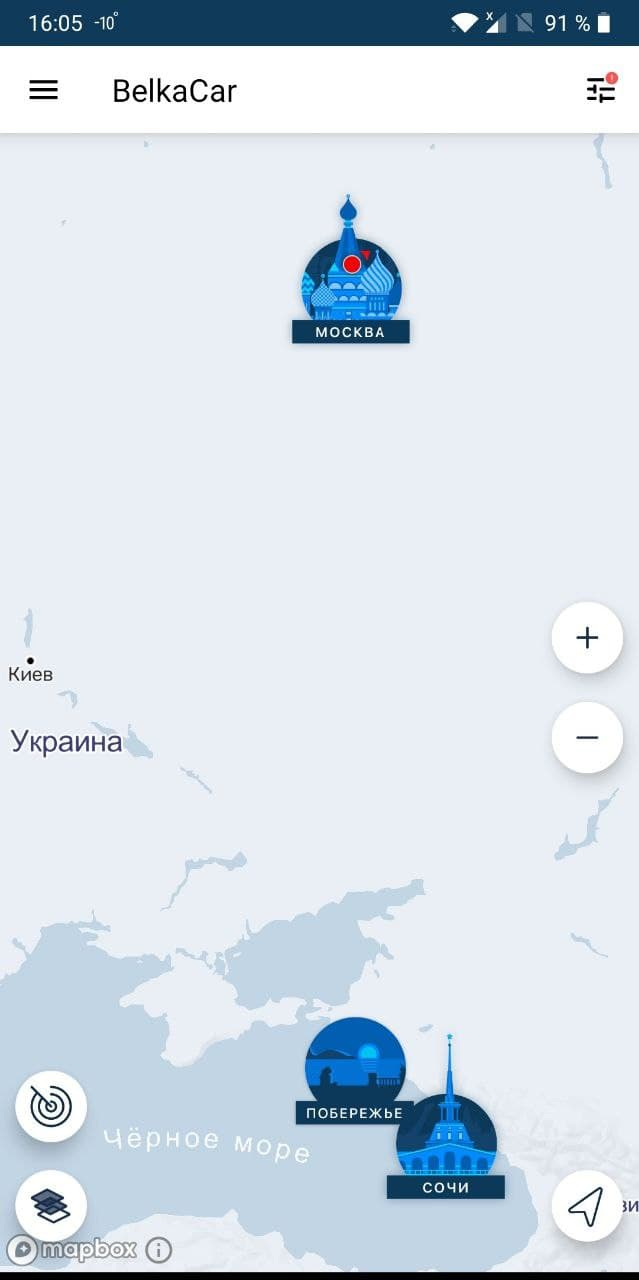 16:05 -10° 91 %
BelkaCar
МОСКВА
Киев
Украина
ПОБЕРЕЖЬЕ
Чёрное море
СОЧИ
mapbox